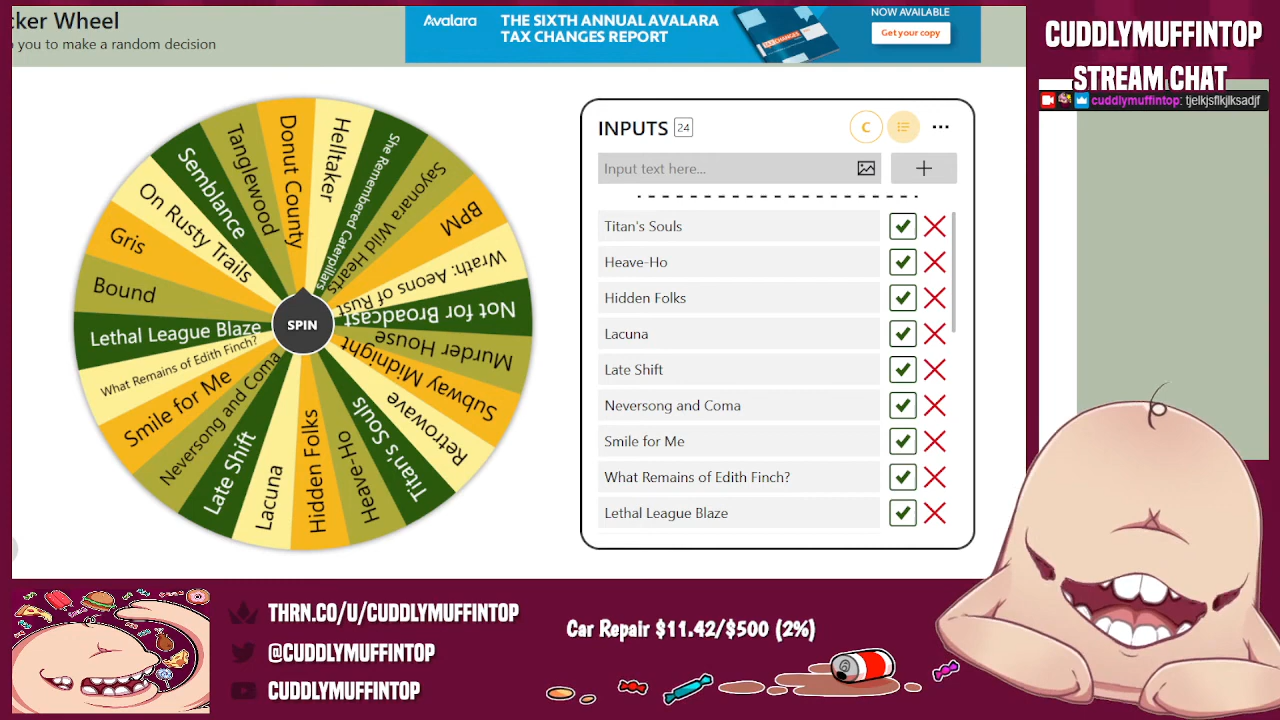 cker Wheel
you to make a random decision
Avalara
THE SIXTH ANNUAL AVALARA
TAX CHANGES REPORT
NOW AVAILABLE
Get your copy
CUDDLYMUFFINTOP
STREAM CHAT
cuddlymuffintop: tjelkjsflkjlksadjf
Donut County
Helltaker
She Remembered Caterpillars
Sayonara Wild Hearts
BPM
Wrath: Aeons of Rust
Not for Broadcast
Murder House
Subway Midnight
Retrowave
Titan's Souls
Heave-Ho
Hidden Folks
Lacuna
Late Shift
Neversong and Coma
Smile for Me
What Remains of Edith Finch?
Lethal League Blaze
Bound
Gris
On Rusty Trails
Semblance
Tanglewood
SPIN
INPUTS 24
C
Input text here...
Titan's Souls
Heave-Ho
Hidden Folks
Lacuna
Late Shift
Neversong and Coma
Smile for Me
What Remains of Edith Finch?
Lethal League Blaze
THRN.CO/U/CUDDLYMUFFINTOP
@CUDDLYMUFFINTOP
CUDDLYMUFFINTOP
Car Repair $11.42/$500 (2%)